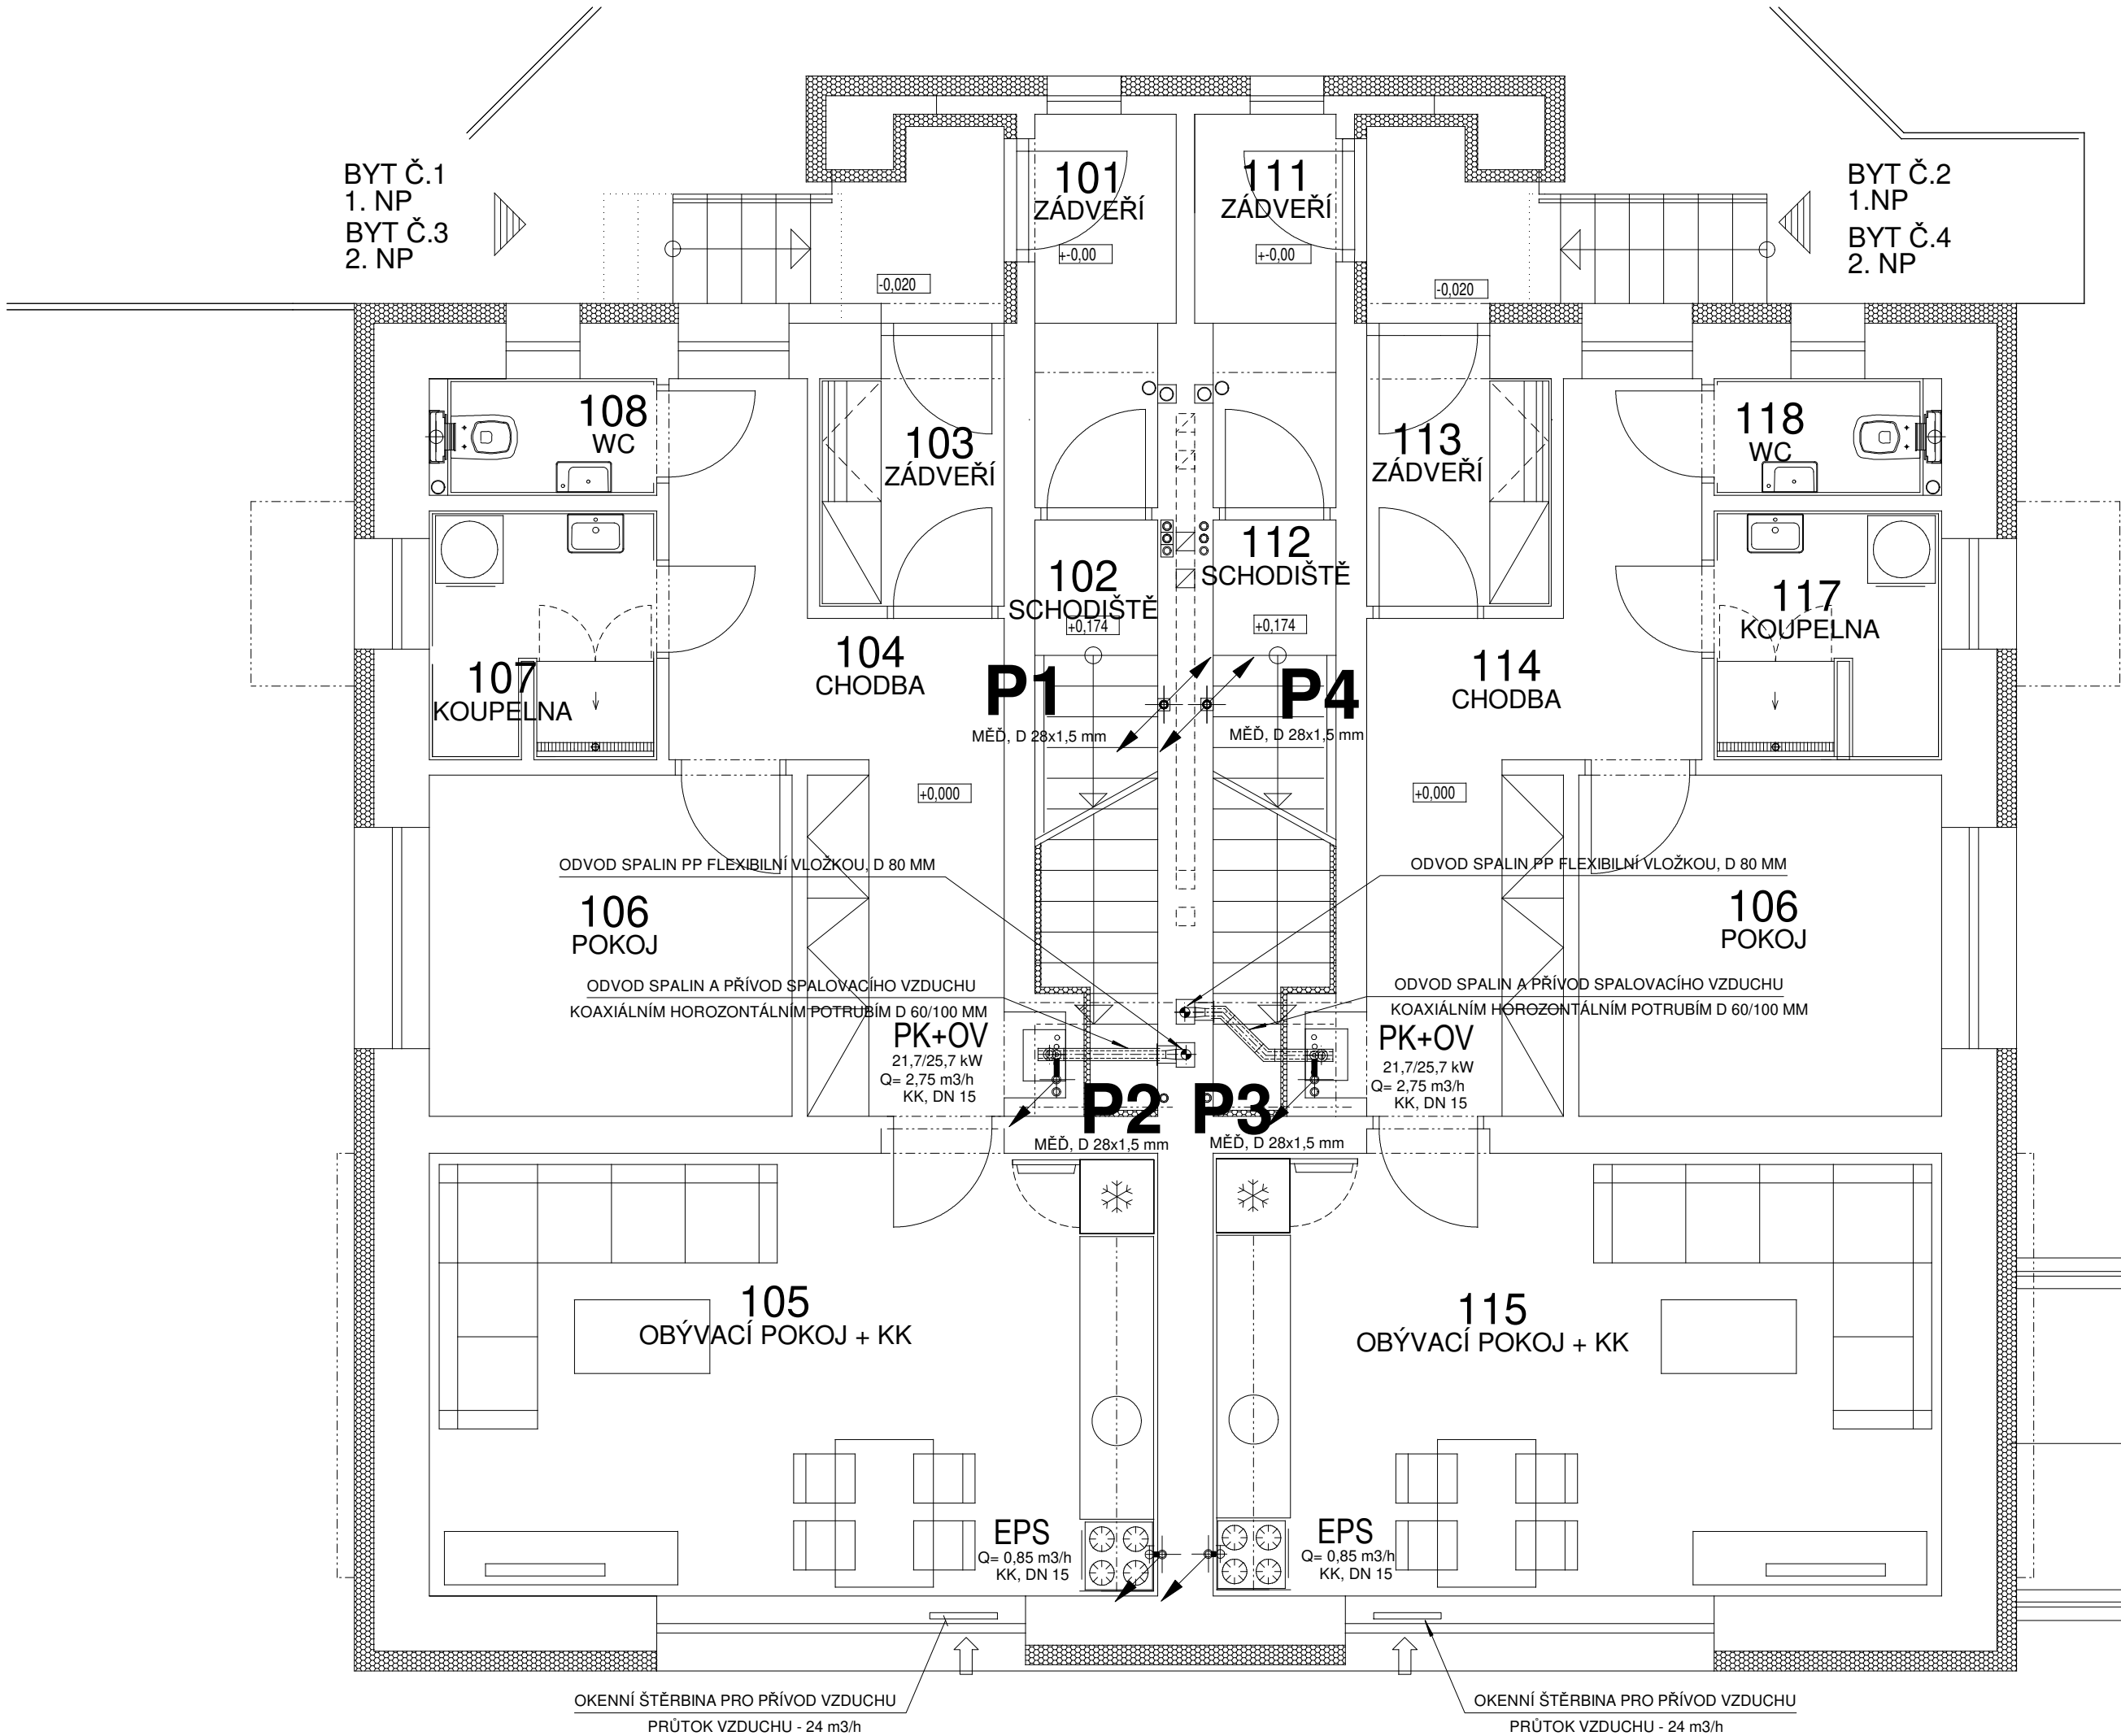 BYT Č.1
1. NP
BYT Č.3
2. NP
101
ZÁDVEŘÍ
+-0,00
111
ZÁDVEŘÍ
+-0,00
BYT Č.2
1.NP
BYT Č.4
2. NP
-0,020
-0,020
108
WC
103
ZÁDVEŘÍ
113
ZÁDVEŘÍ
118
WC
102
SCHODIŠTĚ
+0,174
112
SCHODIŠTĚ
+0,174
107
KOUPELNA
104
CHODBA
P1
MĚĎ, D 28x1,5 mm
P4
MĚĎ, D 28x1,5 mm
114
CHODBA
117
KOUPELNA
+0,000
+0,000
ODVOD SPALIN PP FLEXIBILNÍ VLOŽKOU, D 80 MM
ODVOD SPALIN PP FLEXIBILNÍ VLOŽKOU, D 80 MM
106
POKOJ
106
POKOJ
ODVOD SPALIN A PŘÍVOD SPALOVACÍHO VZDUCHU
KOAXIÁLNÍM HOROZONTÁLNÍM POTRUBÍM D 60/100 MM
ODVOD SPALIN A PŘÍVOD SPALOVACÍHO VZDUCHU
KOAXIÁLNÍM HOROZONTÁLNÍM POTRUBÍM D 60/100 MM
PK+OV
21,7/25,7 kW
Q= 2,75 m3/h
KK, DN 15
PK+OV
21,7/25,7 kW
Q= 2,75 m3/h
KK, DN 15
P2
MĚĎ, D 28x1,5 mm
P3
MĚĎ, D 28x1,5 mm
105
OBÝVACÍ POKOJ + KK
115
OBÝVACÍ POKOJ + KK
EPS
Q= 0,85 m3/h
KK, DN 15
EPS
Q= 0,85 m3/h
KK, DN 15
OKENNÍ ŠTĚRBINA PRO PŘÍVOD VZDUCHU
PRŮTOK VZDUCHU - 24 m3/h
OKENNÍ ŠTĚRBINA PRO PŘÍVOD VZDUCHU
PRŮTOK VZDUCHU - 24 m3/h